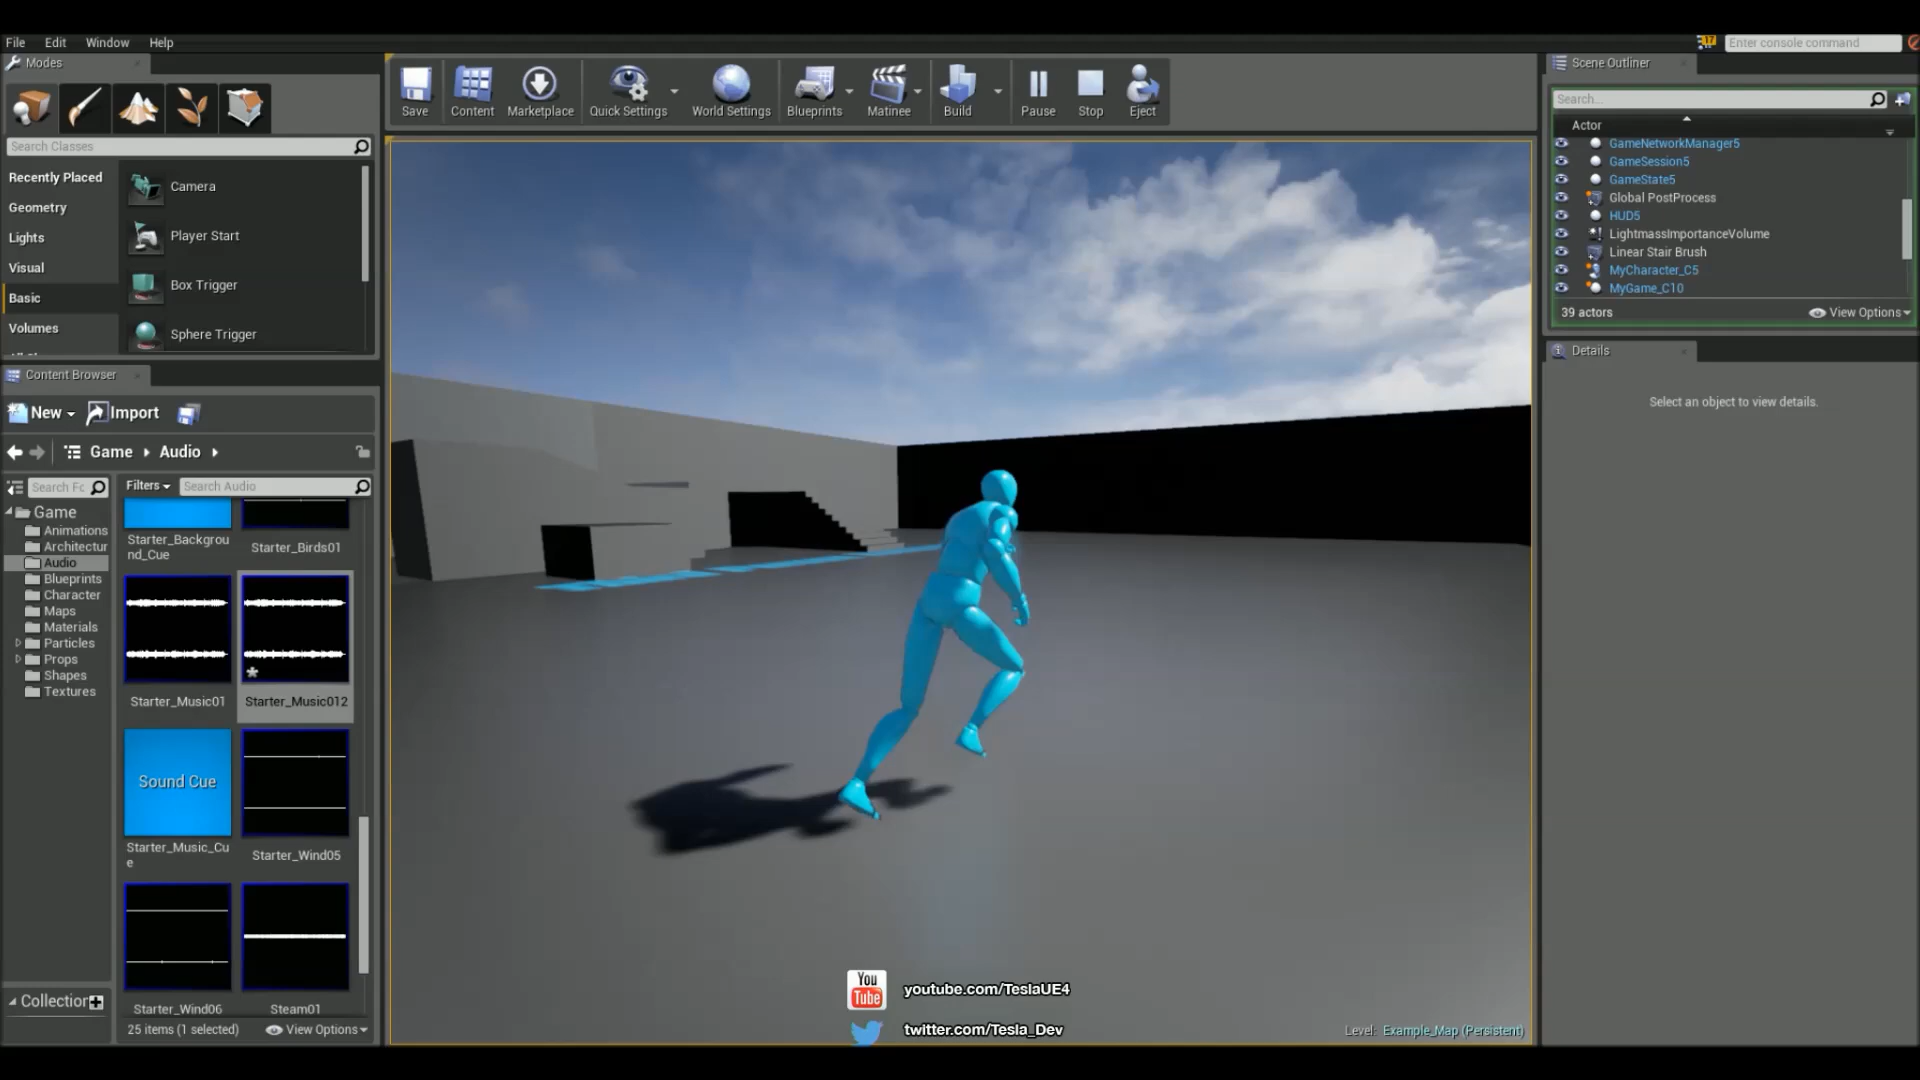 File Edit Window Help
17 Enter console command
Modes
Save Content Marketplace Quick Settings World Settings Blueprints Matinee Build Pause Stop Eject
Scene Outliner
Search...
Actor
GameNetworkManager5
GameSession5
GameState5
Global PostProcess
HUD5
LightmassImportanceVolume
Linear Stair Brush
MyCharacter_C5
MyGame_C10
39 actors View Options
Details
Select an object to view details.
Search Classes
Recently Placed
Geometry
Lights
Visual
Basic
Volumes
Camera
Player Start
Box Trigger
Sphere Trigger
Content Browser
New Import
Game Audio
Search Fc
Filters Search Audio
Game
Animations
Architectur
Audio
Blueprints
Character
Maps
Materials
Particles
Props
Shapes
Textures
Starter_Backgrou
nd_Cue
Starter_Birds01
Starter_Music01
Starter_Music012
Sound Cue
Starter_Music_Cu
e
Starter_Wind05
Starter_Wind06
Steam01
Collection
25 items (1 selected) View Options
You
Tube
youtube.com/TeslaUE4
twitter.com/Tesla_Dev
Level: Example_Map (Persistent)